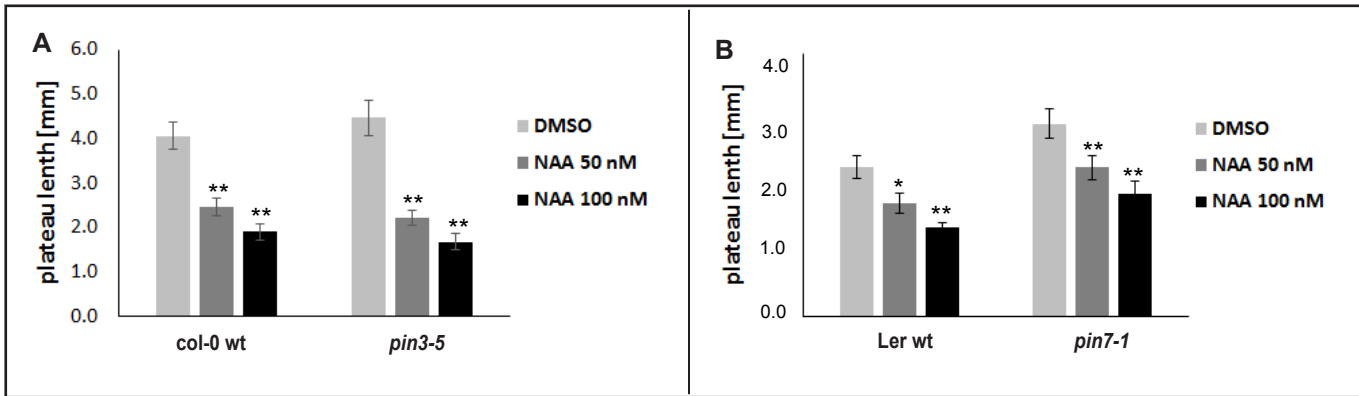 A
6.0
5.0
4.0
3.0
2.0
1.0
0.0
plateau lenth [mm]
** ** ** **
col-0 wt pin3-5
DMSO
NAA 50 nM
NAA 100 nM
B
4.0
3.0
2.0
1.0
0.0
plateau lenth [mm]
* ** ** **
Ler wt pin7-1
DMSO
NAA 50 nM
NAA 100 nM